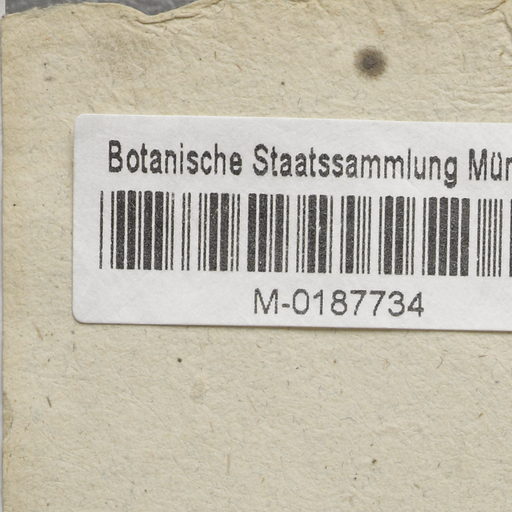 Botanische Staatssammlung Mün
M-0187734